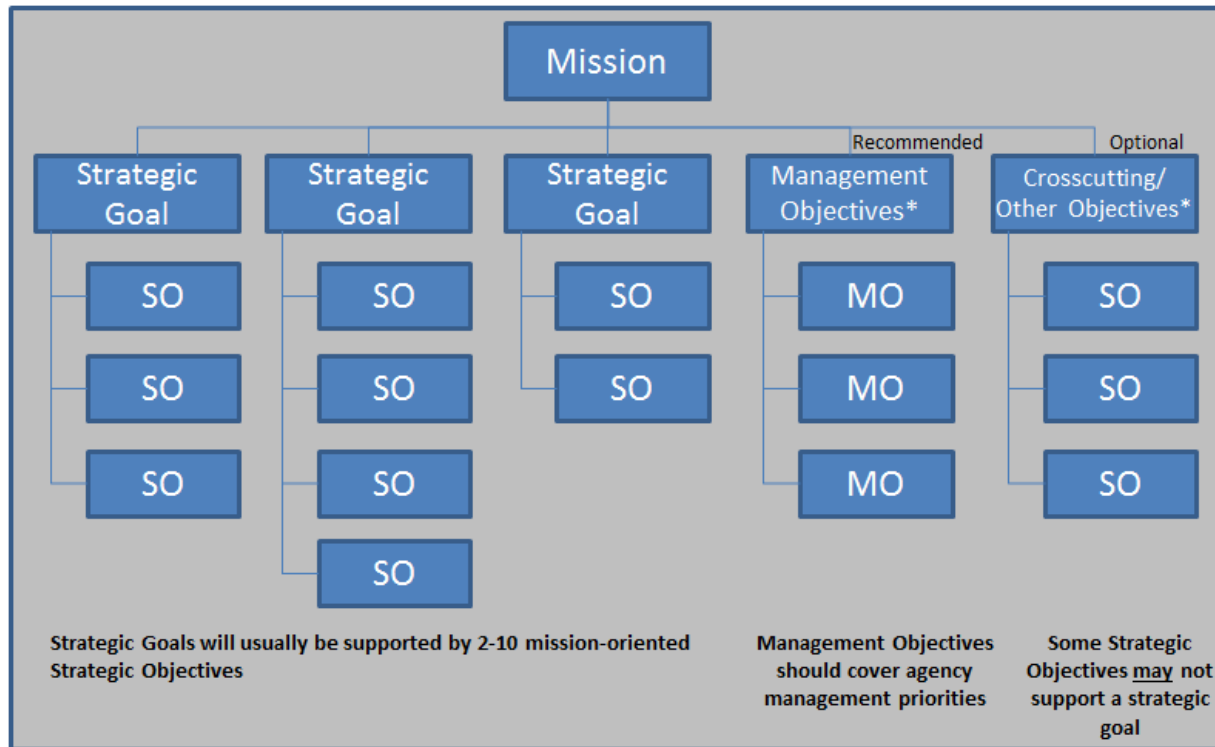 Mission
Recommended
Optional
Strategic
Goal
Strategic
Goal
Strategic
Goal
Management
Objectives*
Crosscutting/
Other Objectives*
SO
SO
SO
MO
SO
SO
SO
SO
MO
SO
SO
SO
MO
SO
SO
Strategic Goals will usually be supported by 2-10 mission-oriented
Strategic Objectives
Management Objectives
should cover agency
management priorities
Some Strategic
Objectives may not
support a strategic
goal